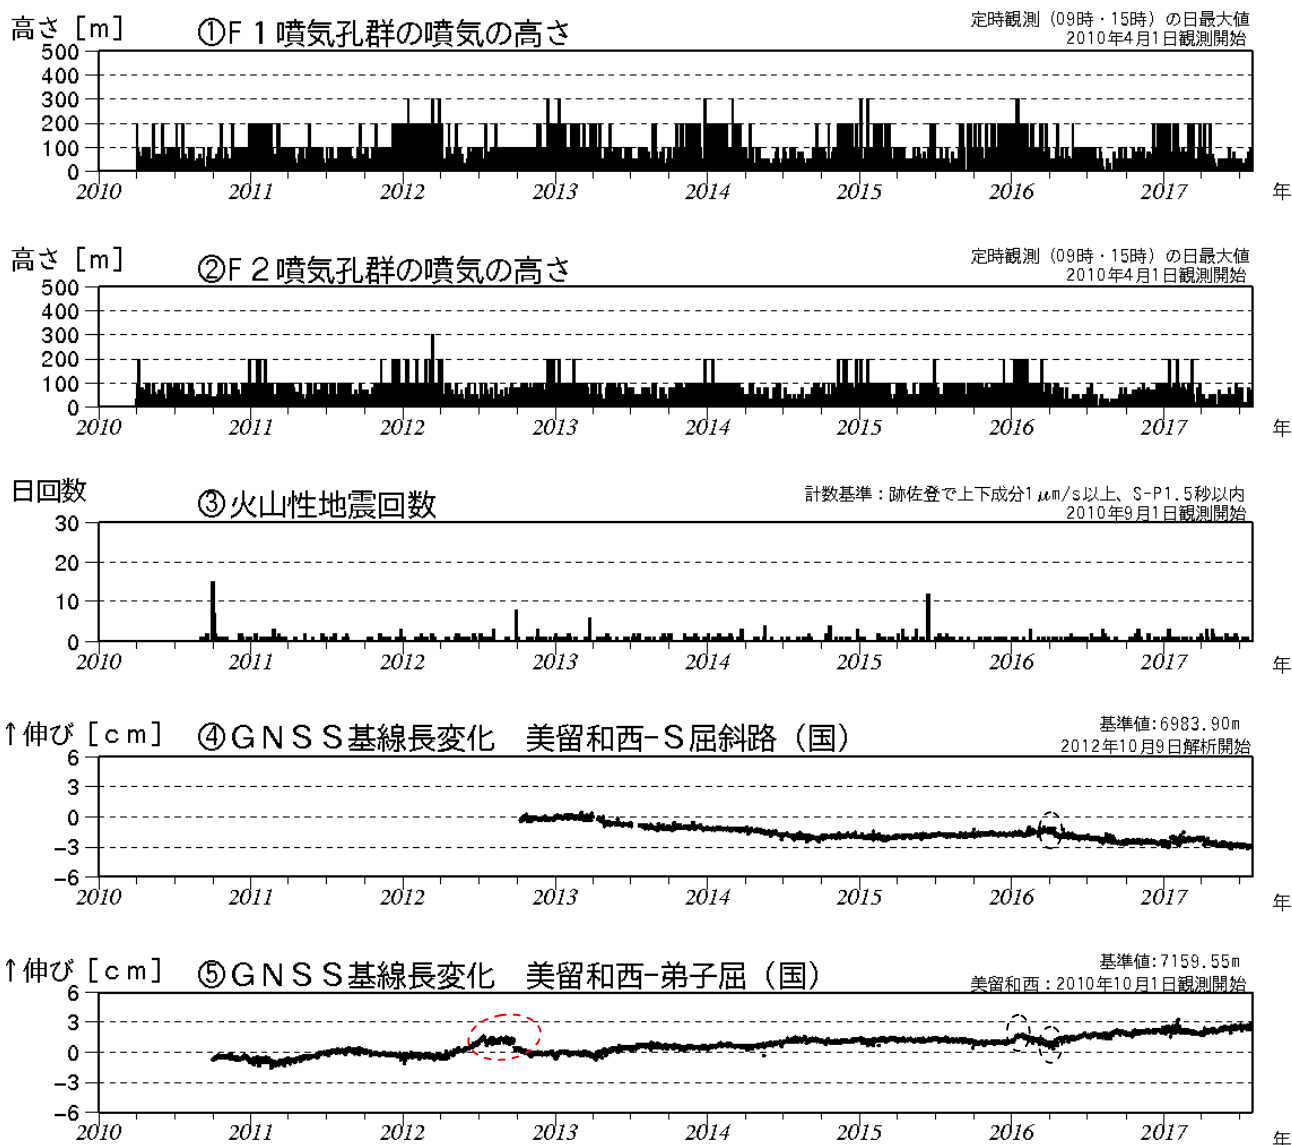 高さ［m］ ①F１噴気孔群の噴気の高さ 定時観測（09時・15時）の日最大値
2010年4月1日観測開始
500
400
300
200
100
0
2010 2011 2012 2013 2014 2015 2016 2017 年
高さ［m］ ②F２噴気孔群の噴気の高さ 定時観測（09時・15時）の日最大値
2010年4月1日観測開始
500
400
300
200
100
0
2010 2011 2012 2013 2014 2015 2016 2017 年
日回数 ③火山性地震回数 計数基準：跡佐登で上下成分1μm/s以上、S-P1.5秒以内
2010年9月1日観測開始
30
20
10
0
2010 2011 2012 2013 2014 2015 2016 2017 年
↑伸び［cm］ ④GNSS基線長変化 美留和西-S屈斜路（国） 基準値:6983.90m
2012年10月9日解析開始
6
3
0
-3
-6
2010 2011 2012 2013 2014 2015 2016 2017 年
↑伸び［cm］ ⑤GNSS基線長変化 美留和西-弟子屈（国） 基準値:7159.55m
美留和西：2010年10月1日観測開始
6
3
0
-3
-6
2010 2011 2012 2013 2014 2015 2016 2017 年